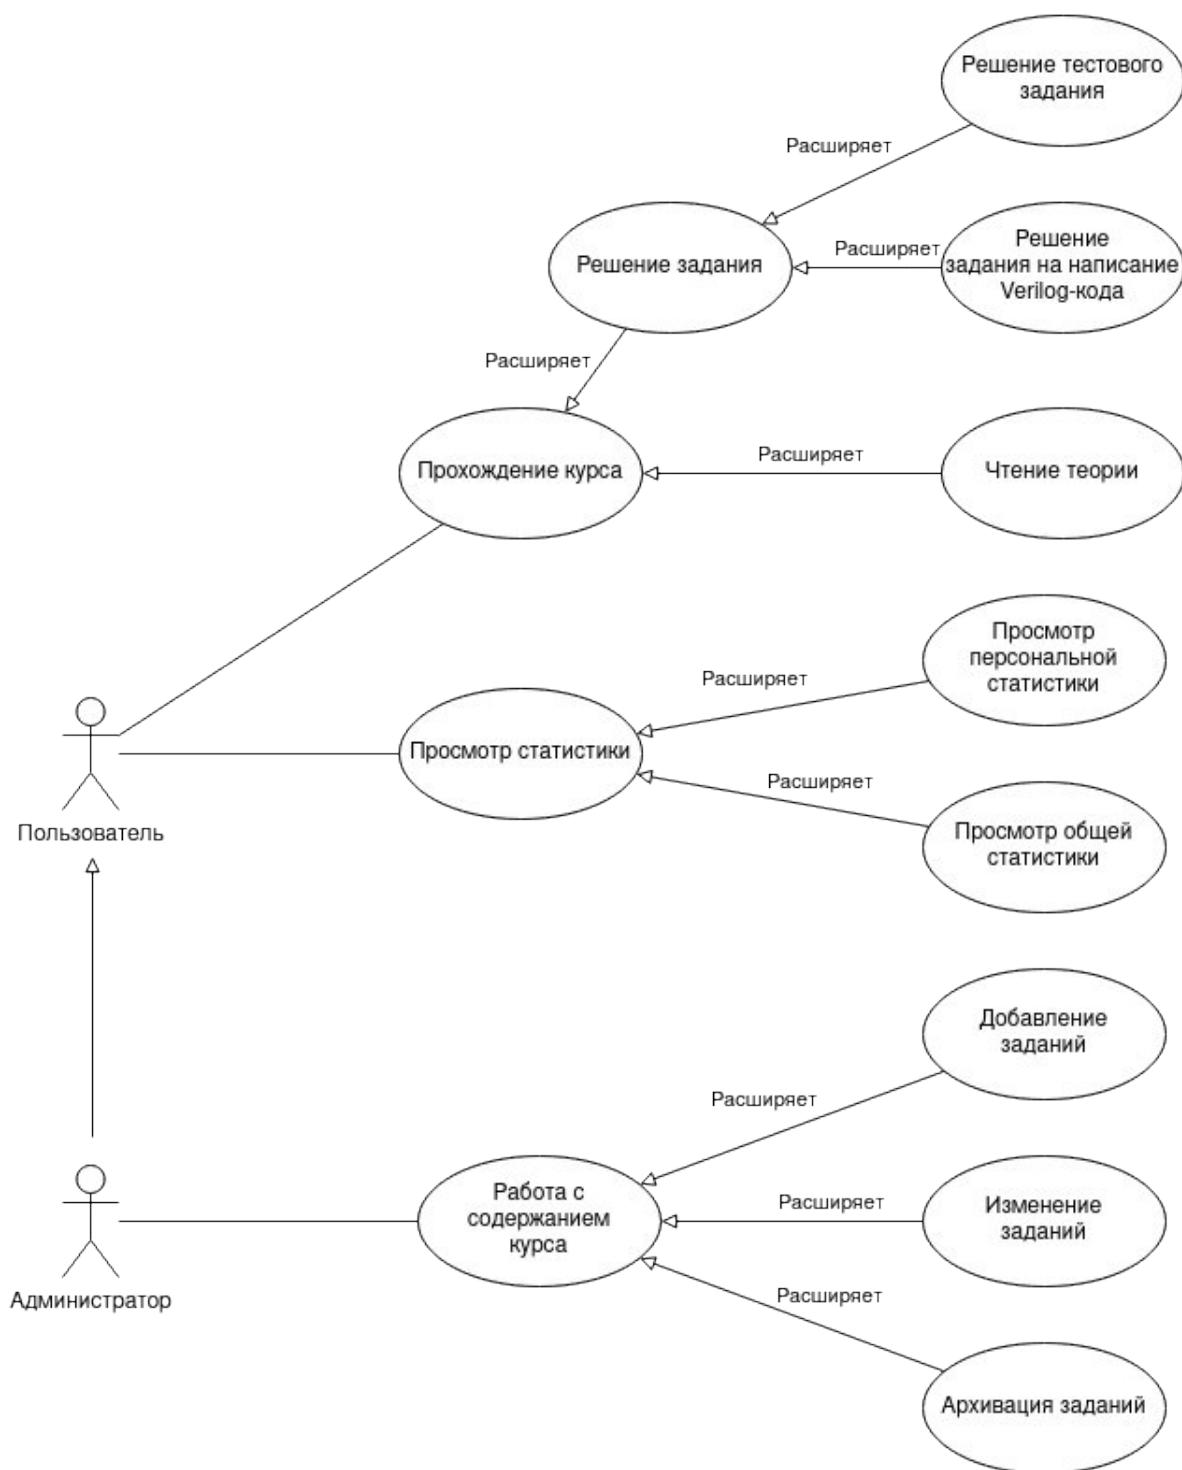 Решение тестового
задания
Расширяет
Решение задания
Расширяет
Решение
задания на написание
Verilog-кода
Расширяет
Прохождение курса
Расширяет
Чтение теории
Просмотр
персональной
статистики
Расширяет
Просмотр статистики
Расширяет
Просмотр общей
статистики
Пользователь
Добавление
заданий
Расширяет
Работа с
содержанием
курса
Расширяет
Изменение
заданий
Администратор
Расширяет
Архивация заданий